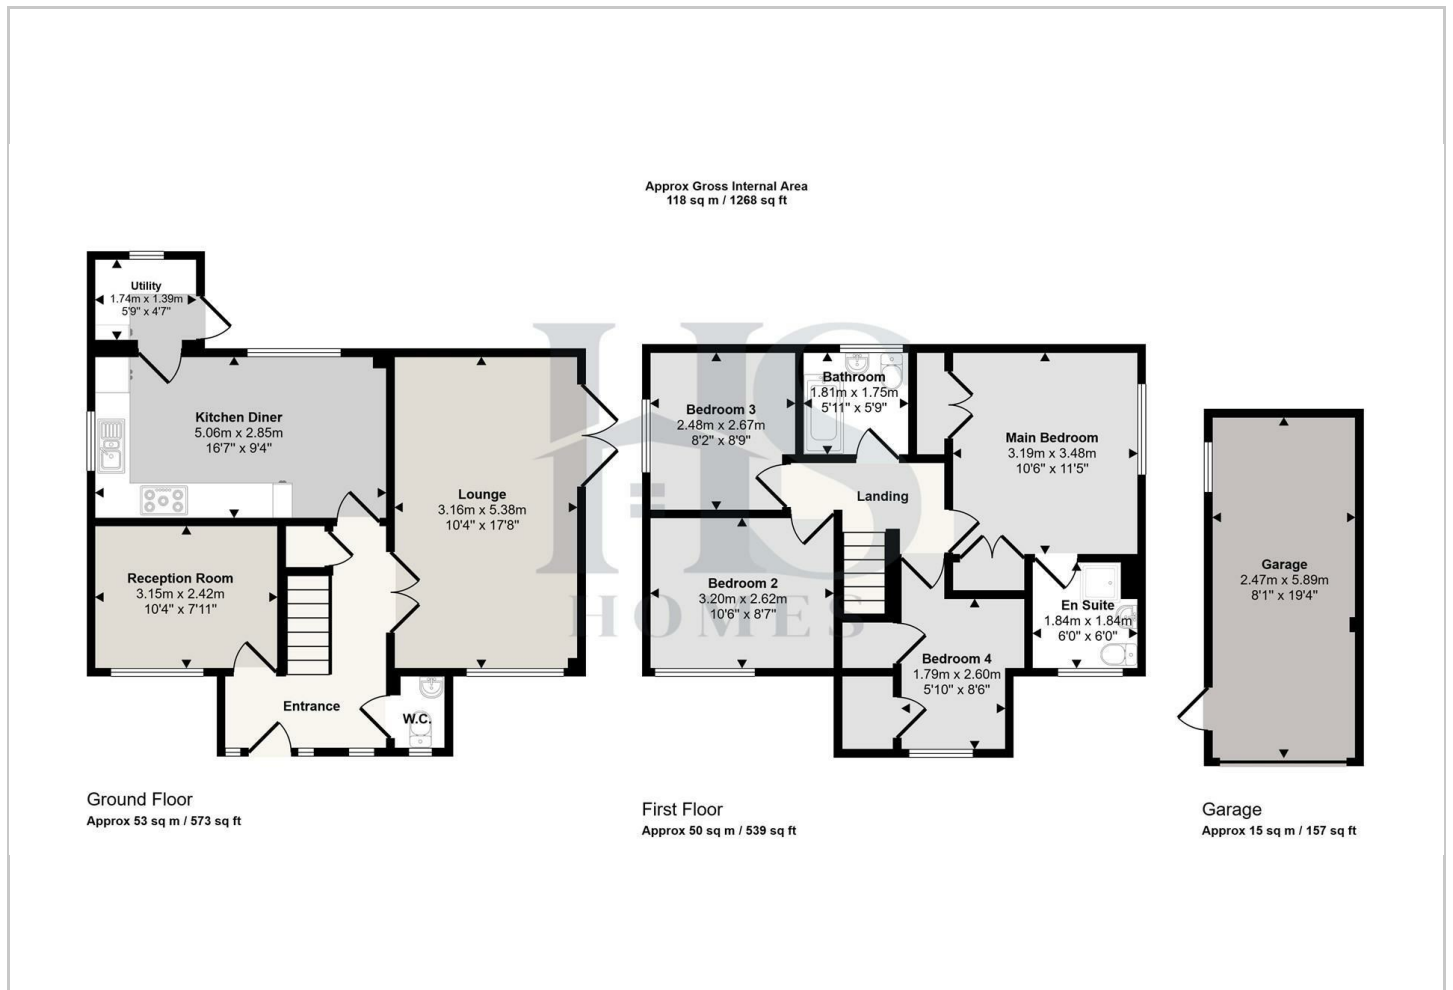 Approx Gross Internal Area
118 sq m / 1268 sq ft
Utility
1.74m x 1.39m
5'9" x 4'7"
Kitchen Diner
5.06m x 2.85m
16'7" x 9'4"
Lounge
3.16m x 5.38m
10'4" x 17'8"
Reception Room
3.15m x 2.42m
10'4" x 7'11"
Entrance
W.C.
Ground Floor
Approx 53 sq m / 573 sq ft
Bedroom 3
2.48m x 2.67m
8'2" x 8'9"
Bathroom
1.81m x 1.75m
5'11" x 5'9"
Main Bedroom
3.19m x 3.48m
10'6" x 11'5"
Landing
Bedroom 2
3.20m x 2.62m
10'6" x 8'7"
En Suite
1.84m x 1.84m
6'0" x 6'0"
Bedroom 4
1.79m x 2.60m
5'10" x 8'6"
First Floor
Approx 50 sq m / 539 sq ft
Garage
2.47m x 5.89m
8'1" x 19'4"
Garage
Approx 15 sq m / 157 sq ft
HS
HOMES